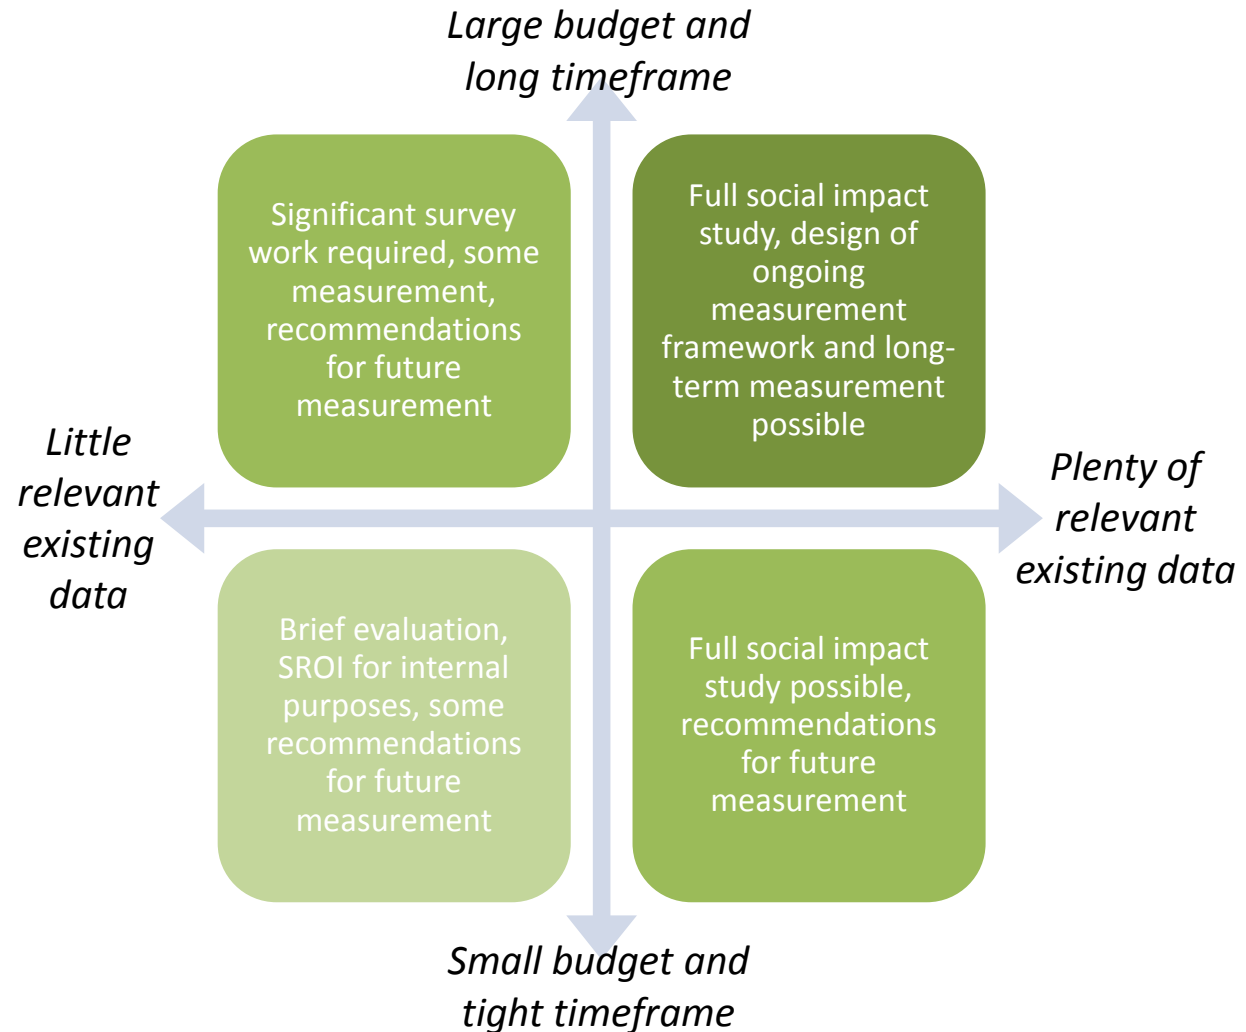 Large budget and
long timeframe
Significant survey
work required, some
measurement,
recommendations
for future
measurement
Full social impact
study, design of
ongoing
measurement
framework and long-
term measurement
possible
Little
relevant
existing
data
Plenty of
relevant
existing data
Brief evaluation,
SROI for internal
purposes, some
recommendations
for future
measurement
Full social impact
study possible,
recommendations
for future
measurement
Small budget and
tight timeframe